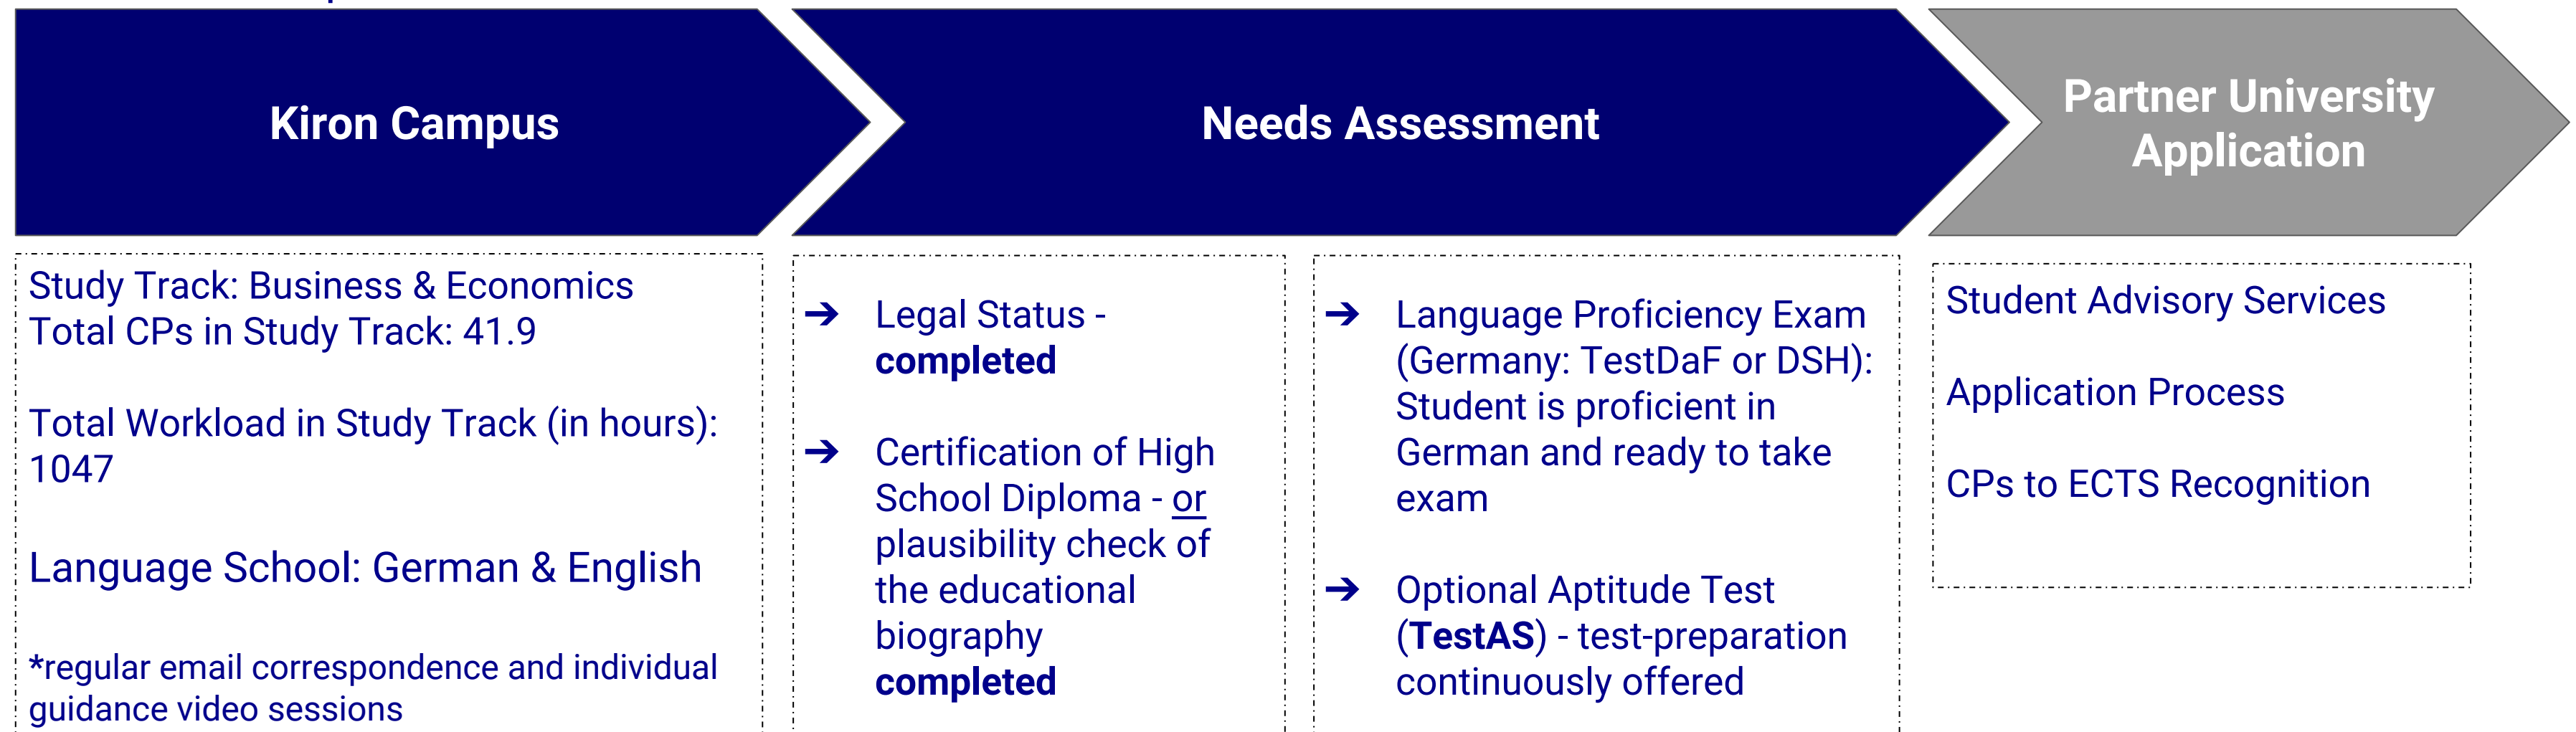 Kiron Campus
Needs Assessment
Partner University
Application
Study Track: Business & Economics
Total CPs in Study Track: 41.9
Total Workload in Study Track (in hours):
1047
Language School: German & English
*regular email correspondence and individual
guidance video sessions
➔ Legal Status -
completed
➔ Certification of High
School Diploma - or
plausibility check of
the educational
biography
completed
➔ Language Proficiency Exam
(Germany: TestDaF or DSH):
Student is proficient in
German and ready to take
exam
➔ Optional Aptitude Test
(TestAS) - test-preparation
continuously offered
Student Advisory Services
Application Process
CPs to ECTS Recognition